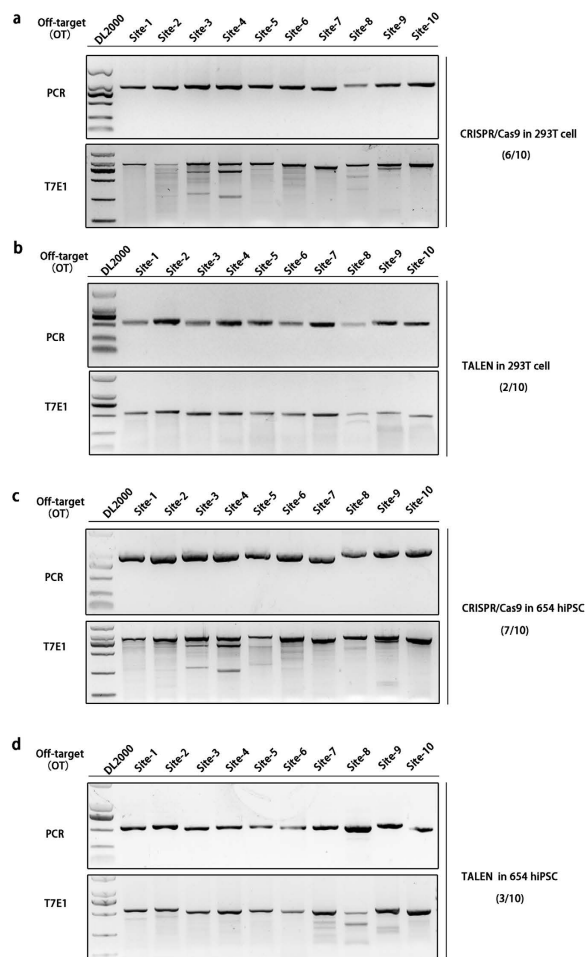 a
Off-target
(OT)
DL2000
Site-1
Site-2
Site-3
Site-4
Site-5
Site-6
Site-7
Site-8
Site-9
Site-10
PCR
T7E1
CRISPR/Cas9 in 293T cell
(6/10)
b
Off-target
(OT)
DL2000
Site-1
Site-2
Site-3
Site-4
Site-5
Site-6
Site-7
Site-8
Site-9
Site-10
PCR
T7E1
TALEN in 293T cell
(2/10)
c
Off-target
(OT)
DL2000
Site-1
Site-2
Site-3
Site-4
Site-5
Site-6
Site-7
Site-8
Site-9
Site-10
PCR
T7E1
CRISPR/Cas9 in 654 hiPSC
(7/10)
d
Off-target
(OT)
DL2000
Site-1
Site-2
Site-3
Site-4
Site-5
Site-6
Site-7
Site-8
Site-9
Site-10
PCR
T7E1
TALEN in 654 hiPSC
(3/10)